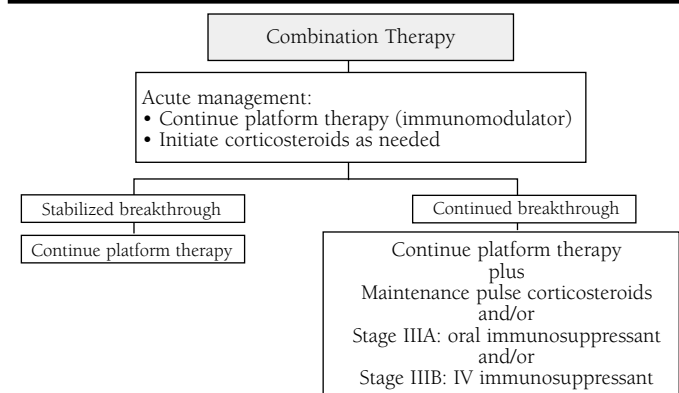 Combination Therapy
Acute management:
• Continue platform therapy (immunomodulator)
• Initiate corticosteroids as needed
Stabilized breakthrough
Continue platform therapy
Continued breakthrough
Continue platform therapy
plus
Maintenance pulse corticosteroids
and/or
Stage IIIA: oral immunosuppressant
and/or
Stage IIIB: IV immunosuppressant